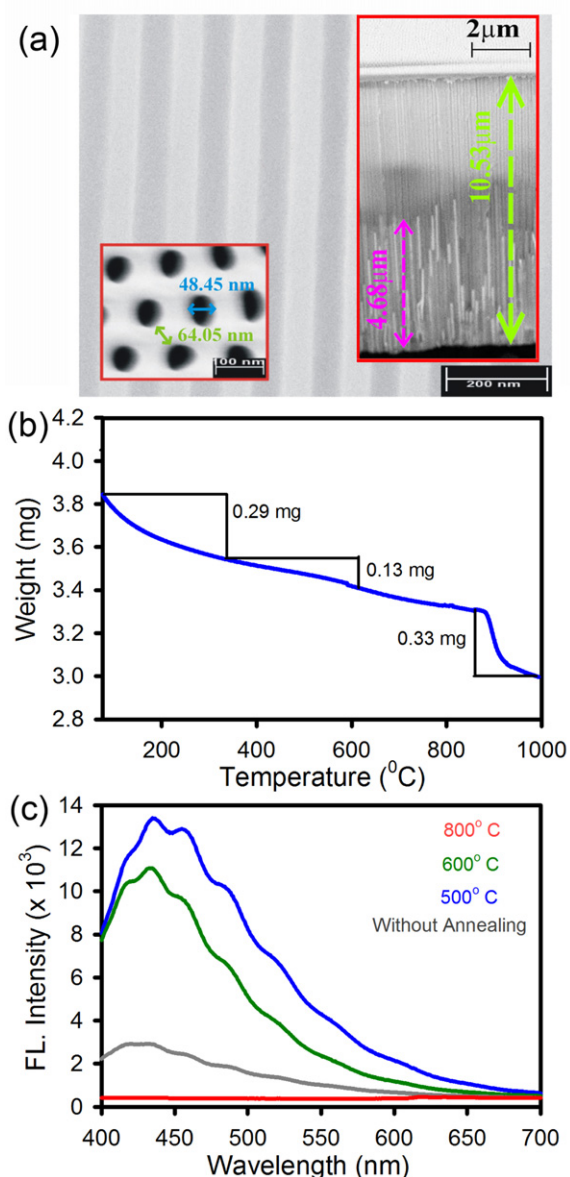 (a)
2μm
10.53μm
4.68μm
48.45 nm
64.05 nm
100 nm
200 nm
(b)
4.2
4.0
3.8
3.6
3.4
3.2
3.0
2.8
Weight (mg)
0.29 mg
0.13 mg
0.33 mg
200 400 600 800 1000
Temperature (⁰C)
(c)
14
12
10
8
6
4
2
0
FL. Intensity (x 10³)
800° C
600° C
500° C
Without Annealing
400 450 500 550 600 650 700
Wavelength (nm)